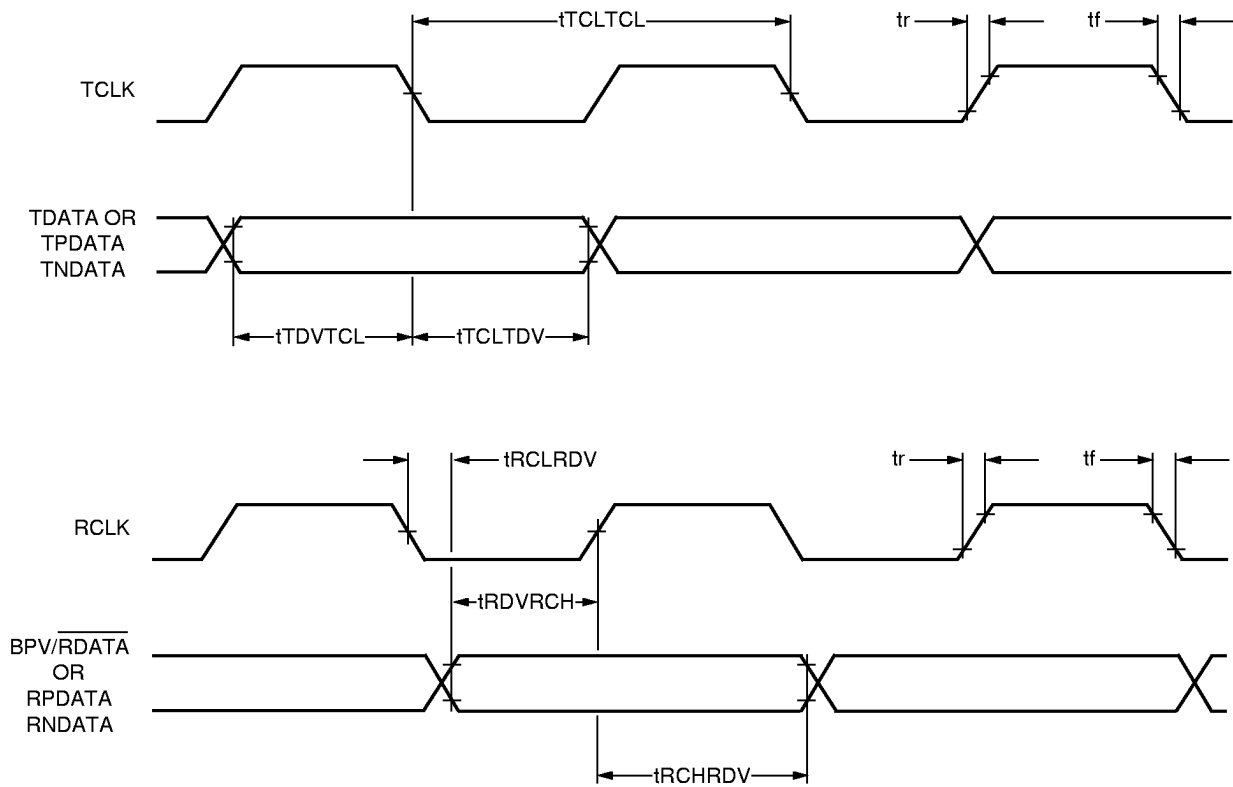 tTCLTCL
tr
tf
TCLK
TDATA OR
TPDATA
TNDATA
tTDVTCL
tTCLTDV
tRCLRDV
tr
tf
RCLK
tRDVRCH
BPV/RDATA
OR
RPDATA
RNDATA
tRCHRDV